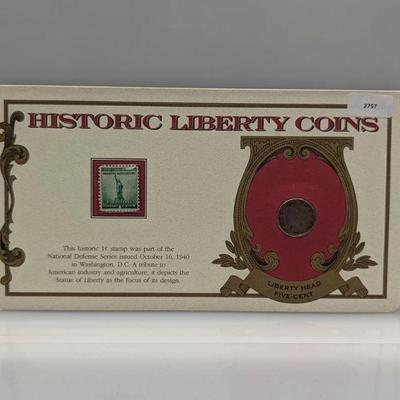 2757
HISTORIC LIBERTY COINS
This historic 1¢ stamp was part of the
National Defense Series issued October 16, 1940
in Washington, D.C. A tribute to
American industry and agriculture, it depicts the
Statue of Liberty as the focus of its design.
LIBERTY HEAD
FIVE-CENT